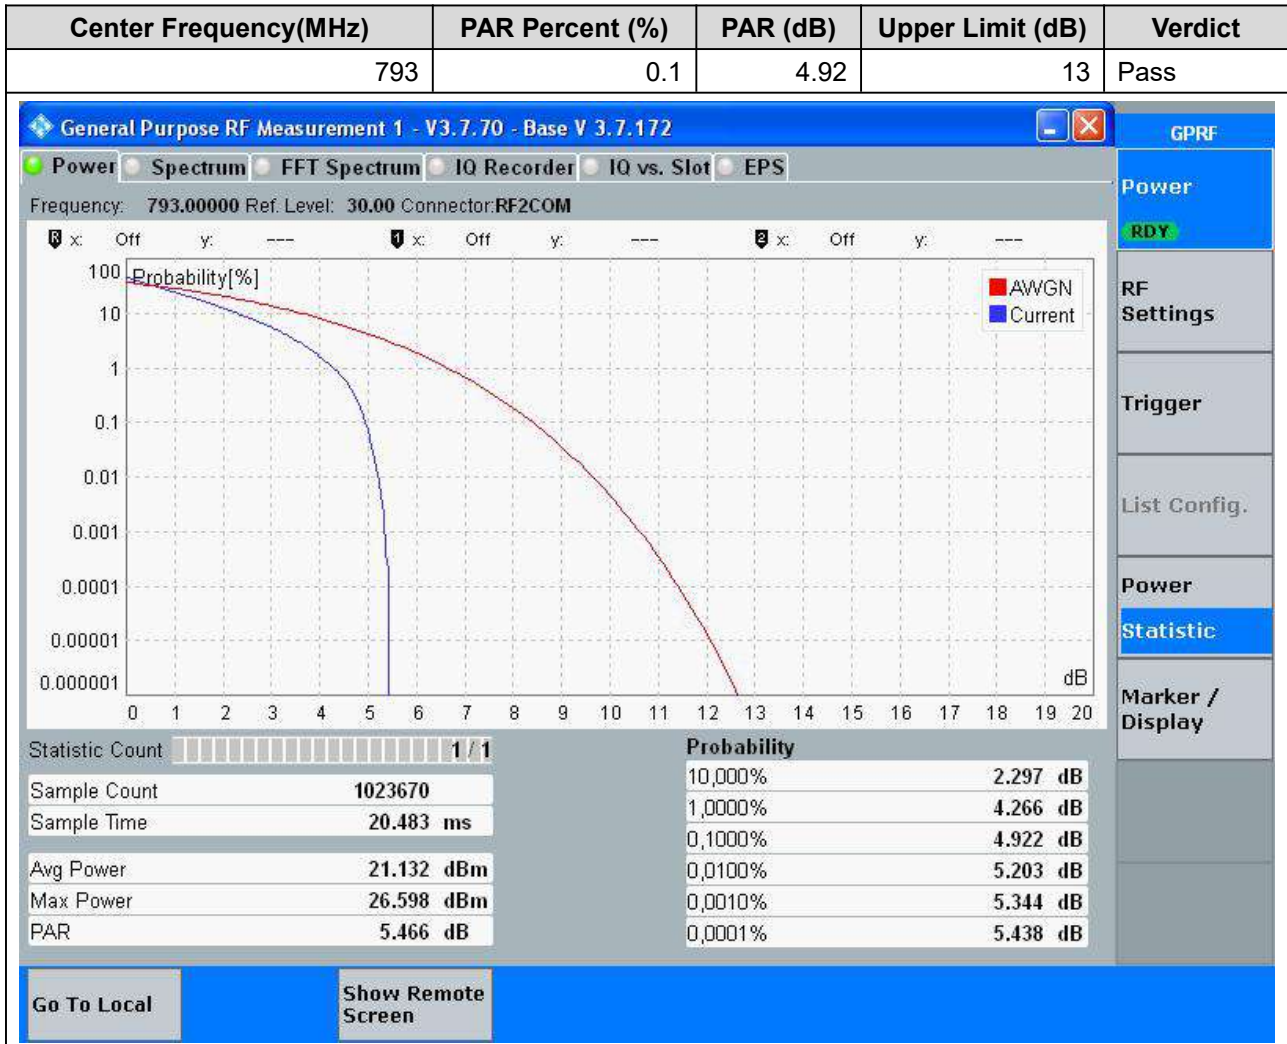 Center Frequency(MHz) PAR Percent (%) PAR (dB) Upper Limit (dB) Verdict
793 0.1 4.92 13 Pass
General Purpose RF Measurement 1 - V3.7.70 - Base V 3.7.172
GPRF
Power Spectrum FFT Spectrum IQ Recorder IQ vs. Slot EPS
Frequency: 793.00000 Ref. Level: 30.00 Connector:RF2COM
R x: Off y: --- 1 x: Off y: --- 2 x: Off y: ---
Probability[%]
100
10
1
0.1
0.01
0.001
0.0001
0.00001
0.000001
AWGN
Current
dB
0 1 2 3 4 5 6 7 8 9 10 11 12 13 14 15 16 17 18 19 20
Statistic Count 1 / 1
Sample Count 1023670
Sample Time 20.483 ms
Avg Power 21.132 dBm
Max Power 26.598 dBm
PAR 5.466 dB
Probability
10,000% 2.297 dB
1,0000% 4.266 dB
0,1000% 4.922 dB
0,0100% 5.203 dB
0,0010% 5.344 dB
0,0001% 5.438 dB
Power
RDY
RF
Settings
Trigger
List Config.
Power
Statistic
Marker /
Display
Go To Local
Show Remote
Screen